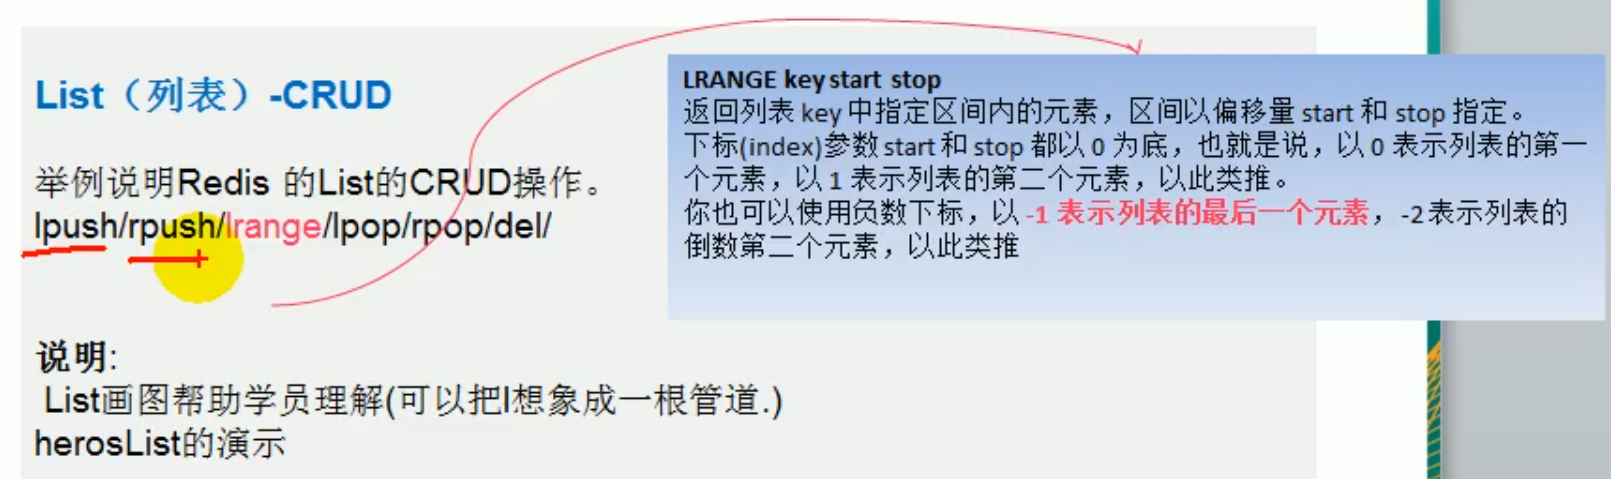 List（列表）-CRUD
举例说明Redis 的List的CRUD操作。
lpush/rpush/lrange/lpop/rpop/del/
说明:
List画图帮助学员理解(可以把l想象成一根管道.)
herosList的演示
LRANGE key start stop
返回列表 key 中指定区间内的元素，区间以偏移量 start 和 stop 指定。
下标(index)参数 start 和 stop 都以 0 为底，也就是说，以 0 表示列表的第一
个元素，以 1 表示列表的第二个元素，以此类推。
你也可以使用负数下标，以 -1 表示列表的最后一个元素，-2 表示列表的
倒数第二个元素，以此类推